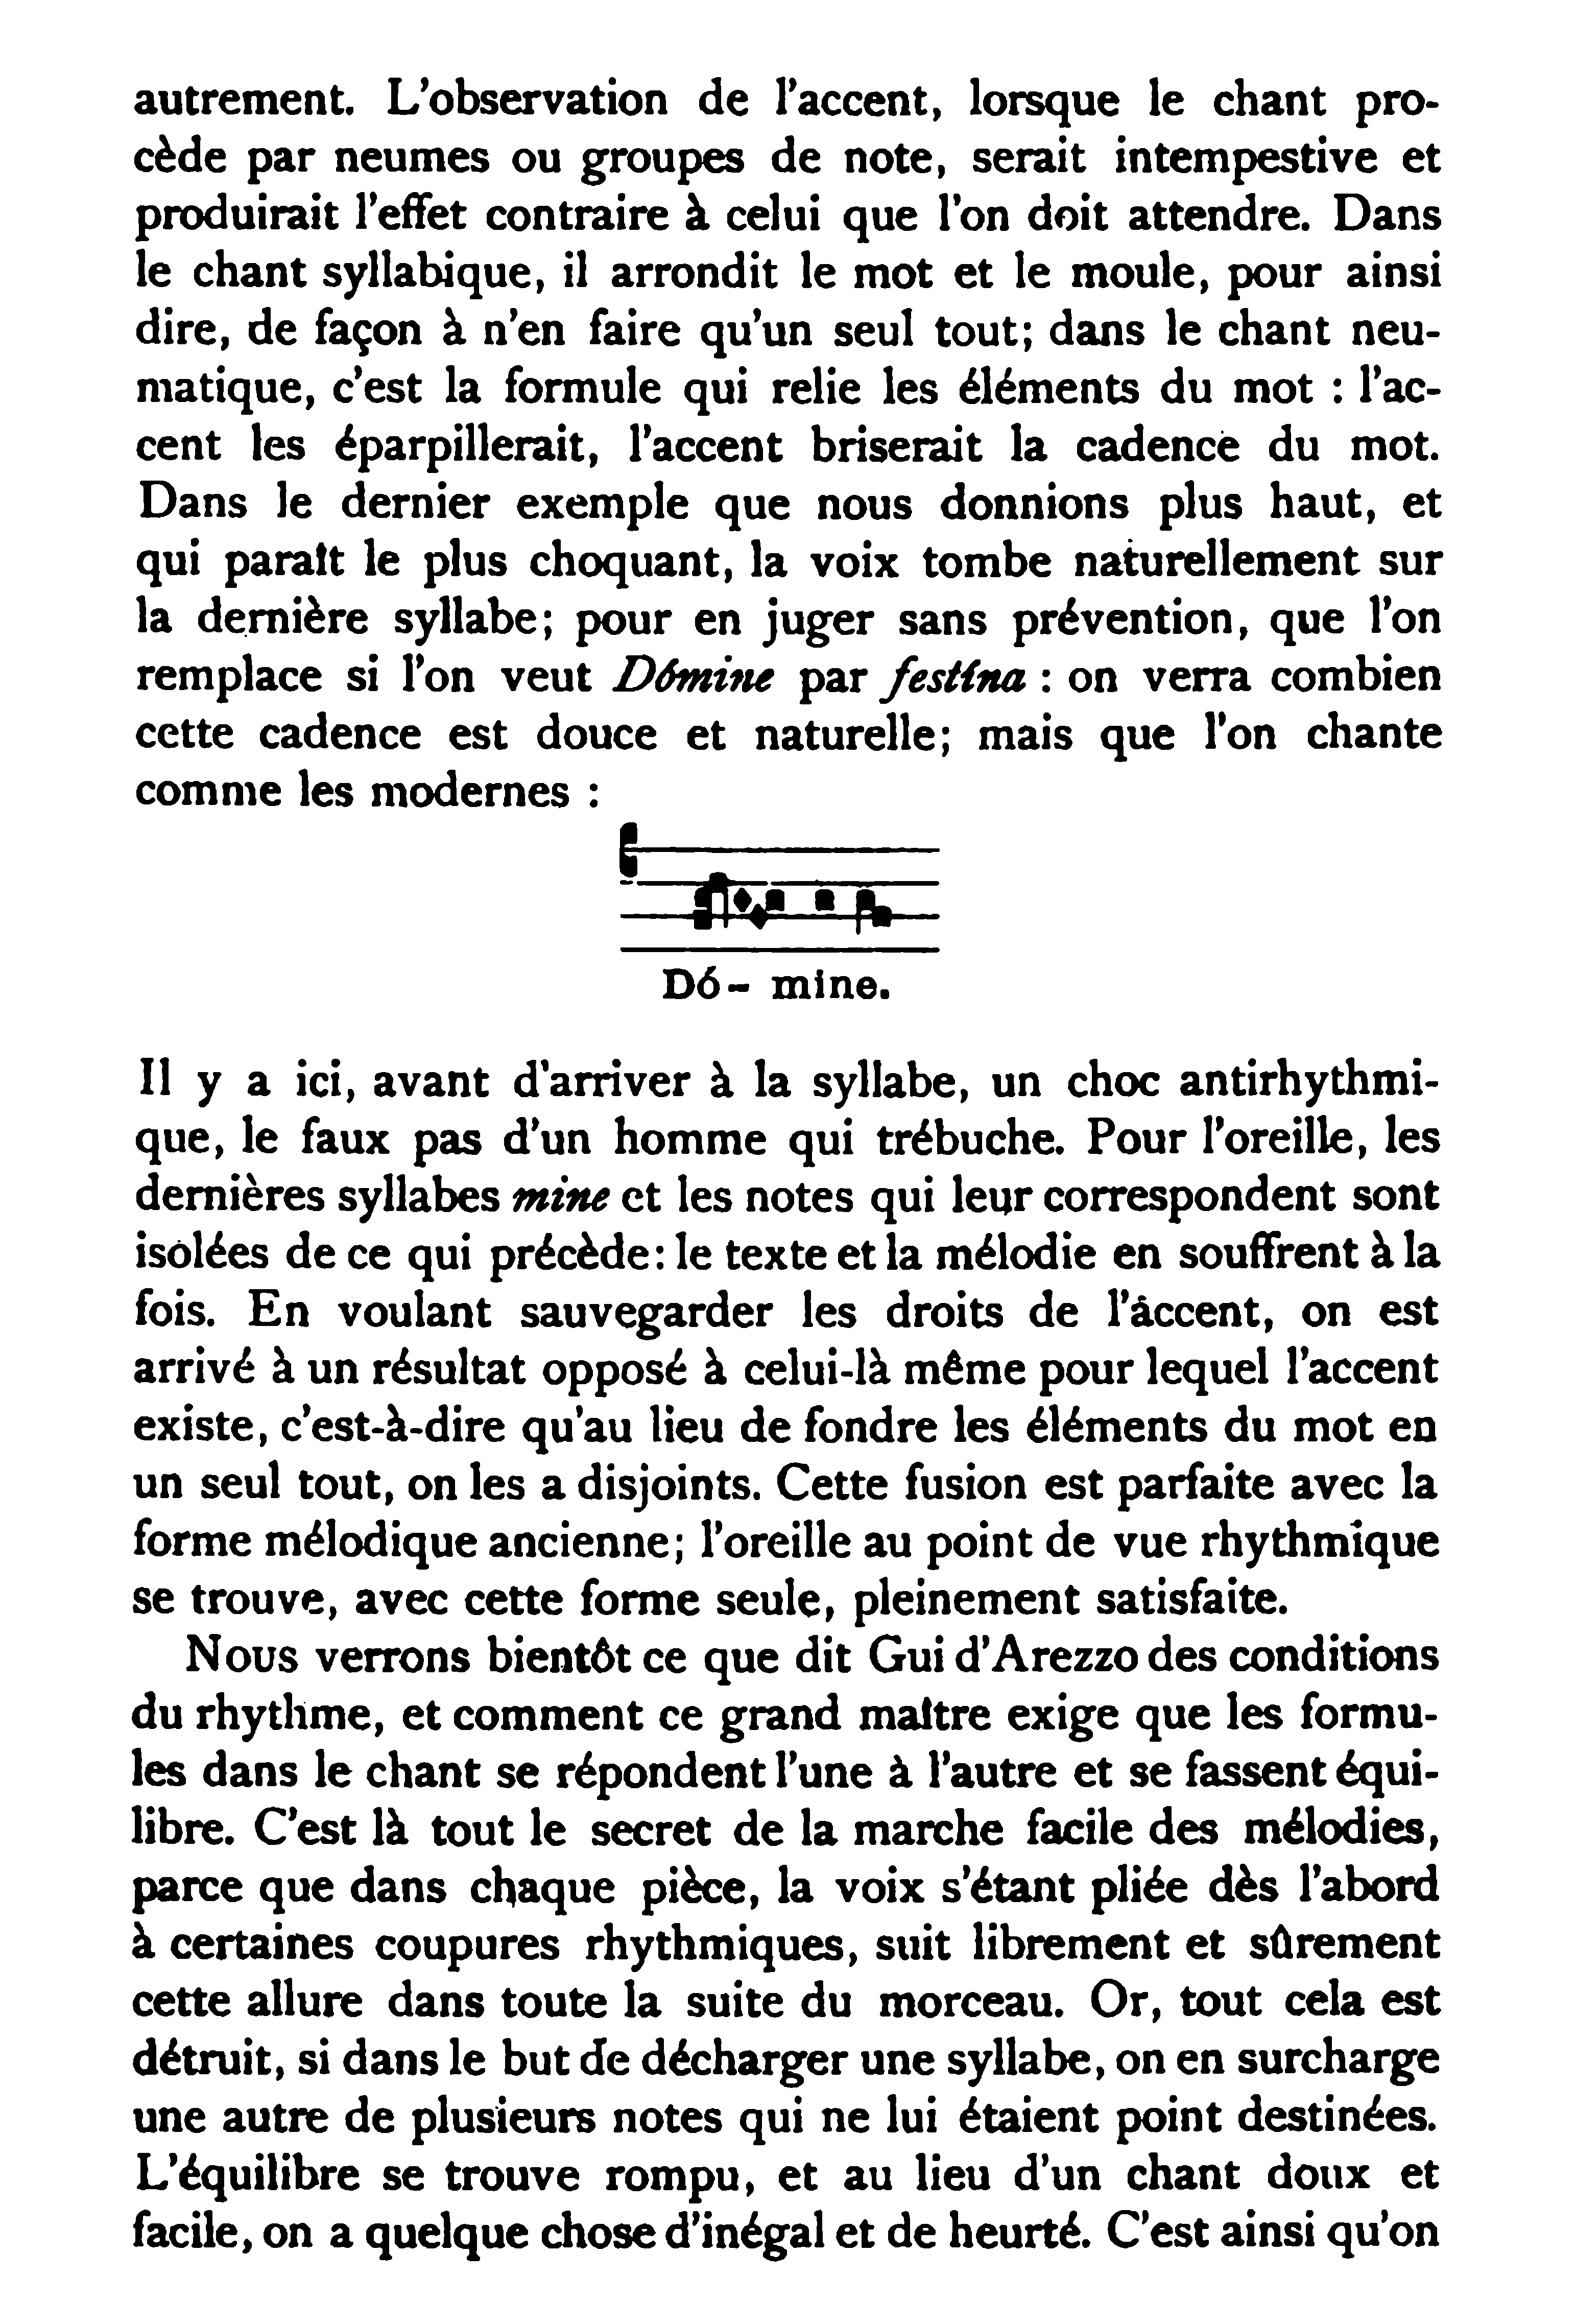 autrement. L'observation de l'accent, lorsque le chant pro-
cède par neumes ou groupes de note, serait intempestive et
produirait l'effet contraire à celui que l'on doit attendre. Dans
le chant syllabique, il arrondit le mot et le moule, pour ainsi
dire, de façon à n'en faire qu'un seul tout; dans le chant neu-
matique, c'est la formule qui relie les éléments du mot : l'ac-
cent les éparpillerait, l'accent briserait la cadence du mot.
Dans le dernier exemple que nous donnions plus haut, et
qui paraît le plus choquant, la voix tombe naturellement sur
la dernière syllabe; pour en juger sans prévention, que l'on
remplace si l'on veut Dómine par festína : on verra combien
cette cadence est douce et naturelle; mais que l'on chante
comme les modernes :
Dó- mine.
Il y a ici, avant d'arriver à la syllabe, un choc antirhythmi-
que, le faux pas d'un homme qui trébuche. Pour l'oreille, les
dernières syllabes mine et les notes qui leur correspondent sont
isolées de ce qui précède: le texte et la mélodie en souffrent à la
fois. En voulant sauvegarder les droits de l'accent, on est
arrivé à un résultat opposé à celui-là même pour lequel l'accent
existe, c'est-à-dire qu'au lieu de fondre les éléments du mot en
un seul tout, on les a disjoints. Cette fusion est parfaite avec la
forme mélodique ancienne; l'oreille au point de vue rhythmique
se trouve, avec cette forme seule, pleinement satisfaite.
Nous verrons bientôt ce que dit Gui d'Arezzo des conditions
du rhythme, et comment ce grand maître exige que les formu-
les dans le chant se répondent l'une à l'autre et se fassent équi-
libre. C'est là tout le secret de la marche facile des mélodies,
parce que dans chaque pièce, la voix s'étant pliée dès l'abord
à certaines coupures rhythmiques, suit librement et sûrement
cette allure dans toute la suite du morceau. Or, tout cela est
détruit, si dans le but de décharger une syllabe, on en surcharge
une autre de plusieurs notes qui ne lui étaient point destinées.
L'équilibre se trouve rompu, et au lieu d'un chant doux et
facile, on a quelque chose d'inégal et de heurté. C'est ainsi qu'on